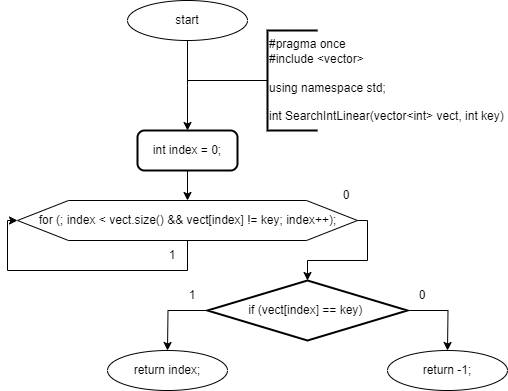 start
#pragma once
#include <vector>
using namespace std;
int SearchIntLinear(vector<int> vect, int key)
int index = 0;
0
for (; index < vect.size() && vect[index] != key; index++);
1
1
0
if (vect[index] == key)
return index;
return -1;